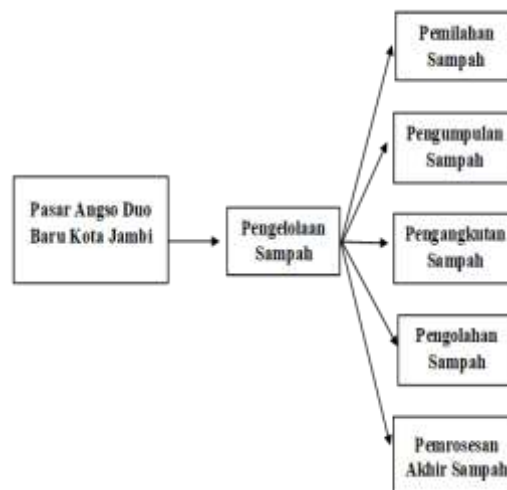 Pasar Angso Duo
Baru Kota Jambi
Pengelolaan
Sampah
Pemilahan
Sampah
Pengumpulan
Sampah
Pengangkutan
Sampah
Pengolahan
Sampah
Pemrosesan
Akhir Sampah